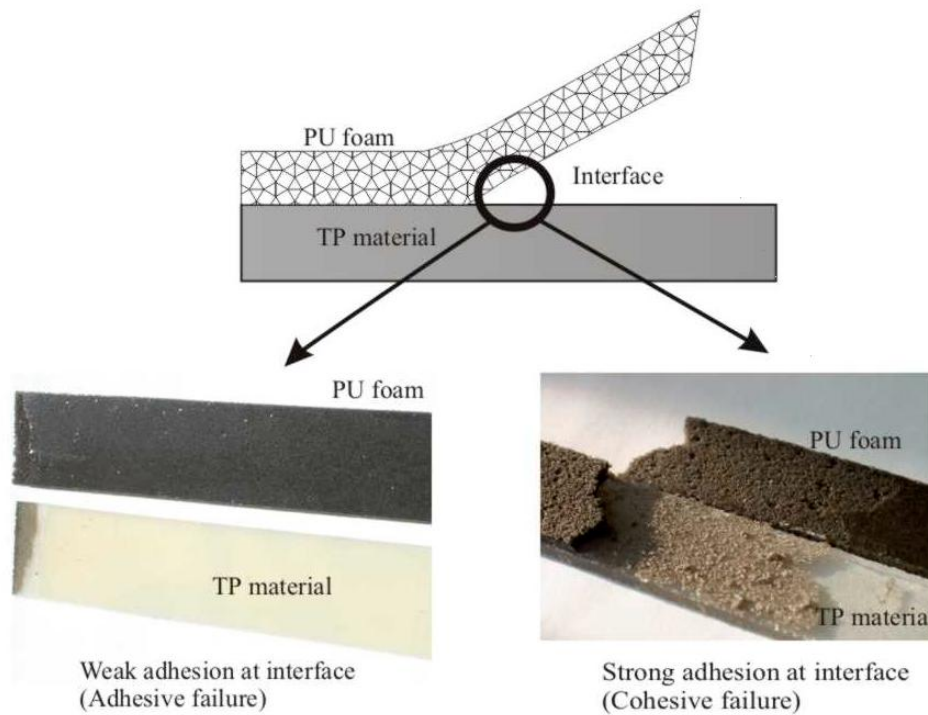 PU foam
Interface
TP material
PU foam
TP material
PU foam
TP material
Weak adhesion at interface
(Adhesive failure)
Strong adhesion at interface
(Cohesive failure)